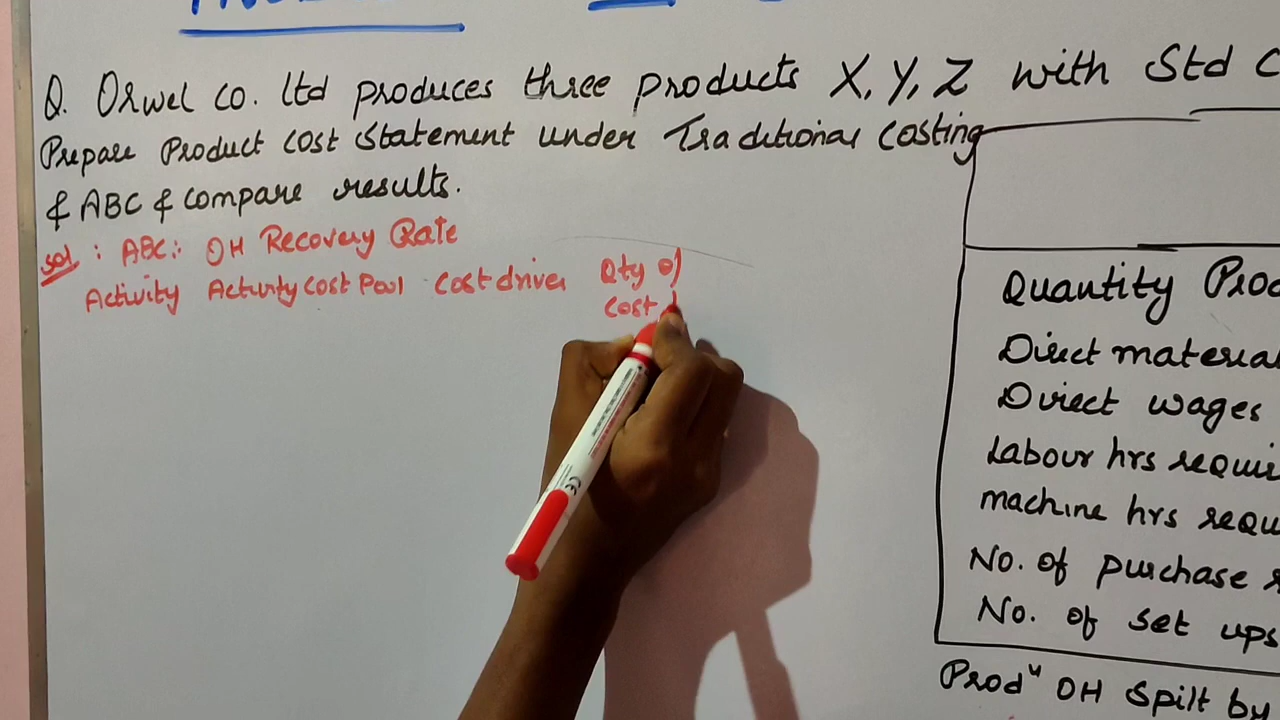 Q. Orwel co. ltd produces three products X, Y, Z with Std C
Prepare Product cost statement under Traditional costing
& ABC & compare results.
Sol : ABC:- OH Recovery Rate
Activity Activity cost Pool cost driver Qty of
cost
Quantity Prod
Direct material
Direct wages
Labour hrs requi
machine hrs requ
No. of purchase r
No. of set ups
Prodⁿ OH Spilt by